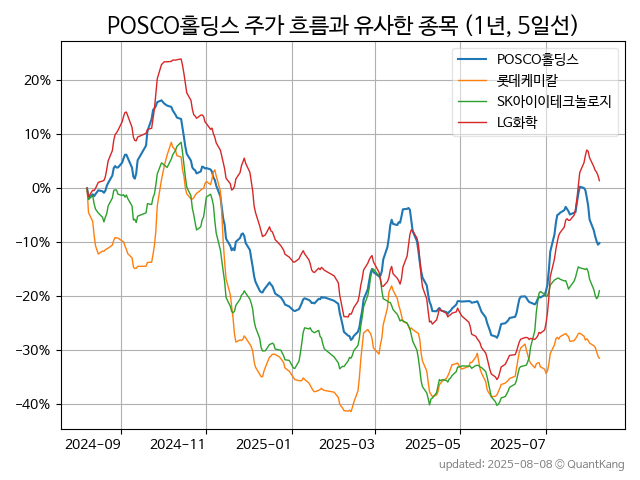 POSCO홀딩스 주가 흐름과 유사한 종목 (1년, 5일선)
POSCO홀딩스
롯데케미칼
SK아이이테크놀로지
LG화학
20%
10%
0%
−10%
−20%
−30%
−40%
2024-09
2024-11
2025-01
2025-03
2025-05
2025-07
updated: 2025-08-08 © QuantKang